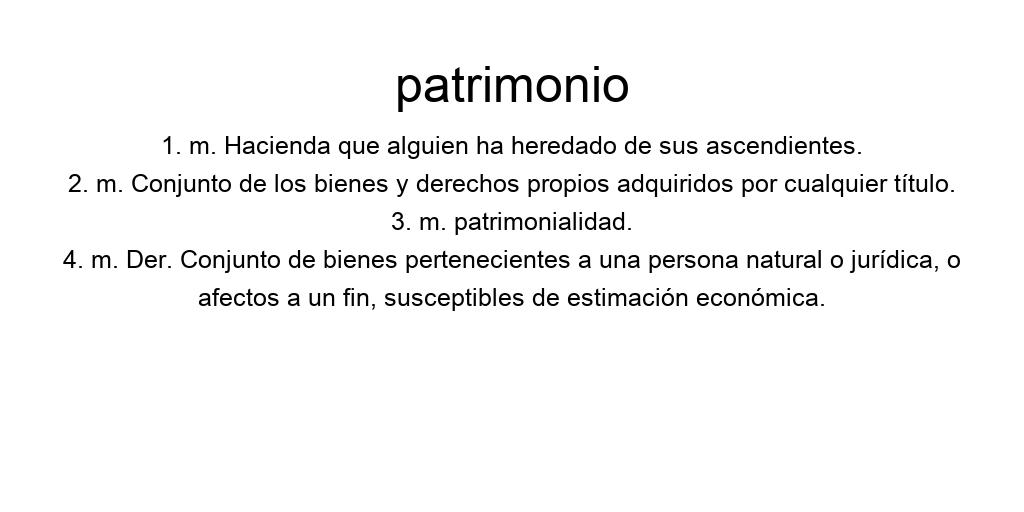 patrimonio
1. m. Hacienda que alguien ha heredado de sus ascendientes.
2. m. Conjunto de los bienes y derechos propios adquiridos por cualquier título.
3. m. patrimonialidad.
4. m. Der. Conjunto de bienes pertenecientes a una persona natural o jurídica, o
afectos a un fin, susceptibles de estimación económica.